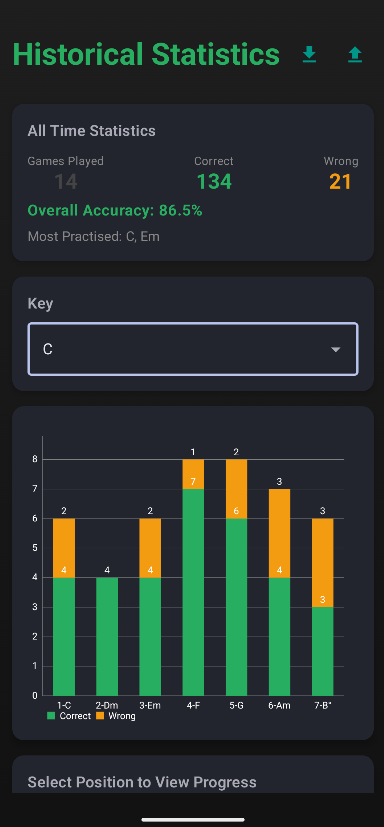 Historical Statistics
All Time Statistics
Games Played Correct Wrong
14 134 21
Overall Accuracy: 86.5%
Most Practised: C, Em
Key
C
8
7
6
5
4
3
2
1
0
2 4 2 1 2 3 3
4 4 7 6 4 3
1-C 2-Dm 3-Em 4-F 5-G 6-Am 7-B°
Correct Wrong
Select Position to View Progress